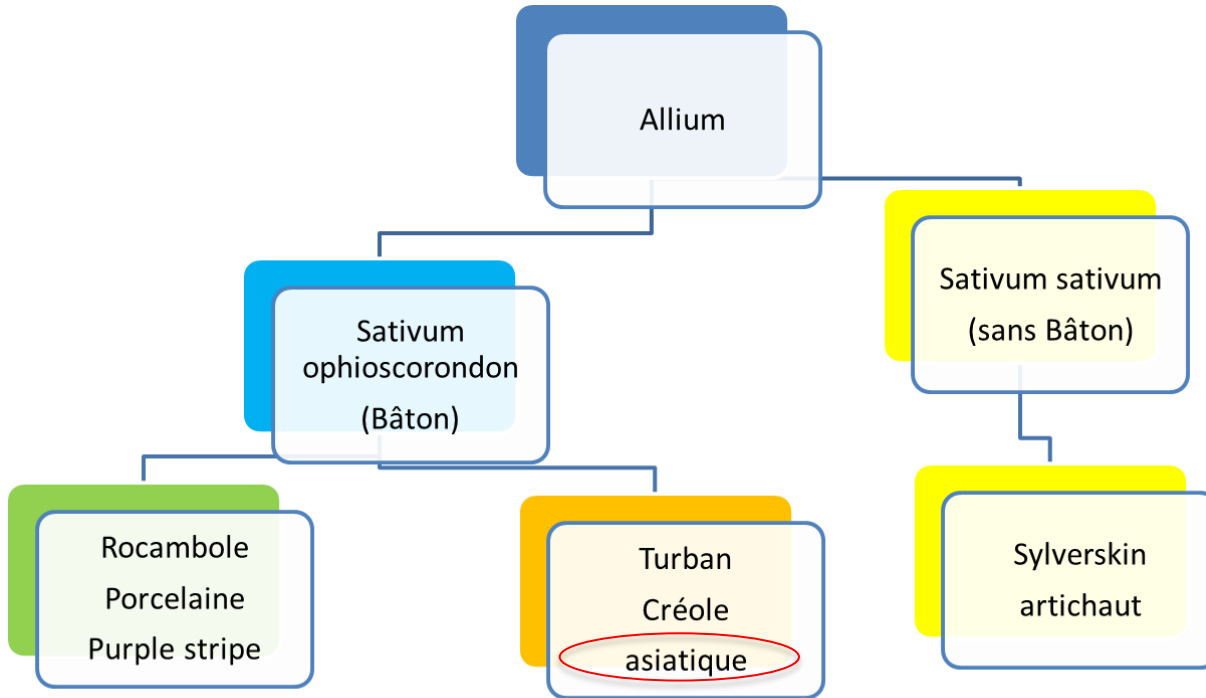 Allium
Sativum sativum
(sans Bâton)
Sativum
ophioscorondon
(Bâton)
Rocambole
Porcelaine
Purple stripe
Turban
Créole
asiatique
Sylverskin
artichaut